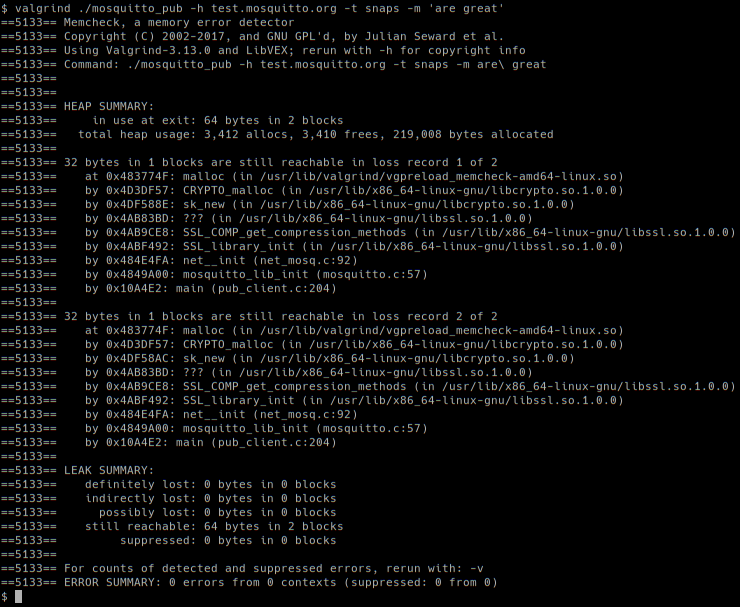 $ valgrind ./mosquitto_pub -h test.mosquitto.org -t snaps -m 'are great'
==5133== Memcheck, a memory error detector
==5133== Copyright (C) 2002-2017, and GNU GPL'd, by Julian Seward et al.
==5133== Using Valgrind-3.13.0 and LibVEX; rerun with -h for copyright info
==5133== Command: ./mosquitto_pub -h test.mosquitto.org -t snaps -m are\ great
==5133==
==5133==
==5133== HEAP SUMMARY:
==5133==     in use at exit: 64 bytes in 2 blocks
==5133==   total heap usage: 3,412 allocs, 3,410 frees, 219,008 bytes allocated
==5133==
==5133== 32 bytes in 1 blocks are still reachable in loss record 1 of 2
==5133==    at 0x483774F: malloc (in /usr/lib/valgrind/vgpreload_memcheck-amd64-linux.so)
==5133==    by 0x4D3DF57: CRYPTO_malloc (in /usr/lib/x86_64-linux-gnu/libcrypto.so.1.0.0)
==5133==    by 0x4DF588E: sk_new (in /usr/lib/x86_64-linux-gnu/libcrypto.so.1.0.0)
==5133==    by 0x4AB83BD: ??? (in /usr/lib/x86_64-linux-gnu/libssl.so.1.0.0)
==5133==    by 0x4AB9CE8: SSL_COMP_get_compression_methods (in /usr/lib/x86_64-linux-gnu/libssl.so.1.0.0)
==5133==    by 0x4ABF492: SSL_library_init (in /usr/lib/x86_64-linux-gnu/libssl.so.1.0.0)
==5133==    by 0x484E4FA: net__init (net_mosq.c:92)
==5133==    by 0x4849A00: mosquitto_lib_init (mosquitto.c:57)
==5133==    by 0x10A4E2: main (pub_client.c:204)
==5133==
==5133== 32 bytes in 1 blocks are still reachable in loss record 2 of 2
==5133==    at 0x483774F: malloc (in /usr/lib/valgrind/vgpreload_memcheck-amd64-linux.so)
==5133==    by 0x4D3DF57: CRYPTO_malloc (in /usr/lib/x86_64-linux-gnu/libcrypto.so.1.0.0)
==5133==    by 0x4DF58AC: sk_new (in /usr/lib/x86_64-linux-gnu/libcrypto.so.1.0.0)
==5133==    by 0x4AB83BD: ??? (in /usr/lib/x86_64-linux-gnu/libssl.so.1.0.0)
==5133==    by 0x4AB9CE8: SSL_COMP_get_compression_methods (in /usr/lib/x86_64-linux-gnu/libssl.so.1.0.0)
==5133==    by 0x4ABF492: SSL_library_init (in /usr/lib/x86_64-linux-gnu/libssl.so.1.0.0)
==5133==    by 0x484E4FA: net__init (net_mosq.c:92)
==5133==    by 0x4849A00: mosquitto_lib_init (mosquitto.c:57)
==5133==    by 0x10A4E2: main (pub_client.c:204)
==5133==
==5133== LEAK SUMMARY:
==5133==    definitely lost: 0 bytes in 0 blocks
==5133==    indirectly lost: 0 bytes in 0 blocks
==5133==      possibly lost: 0 bytes in 0 blocks
==5133==    still reachable: 64 bytes in 2 blocks
==5133==         suppressed: 0 bytes in 0 blocks
==5133==
==5133== For counts of detected and suppressed errors, rerun with: -v
==5133== ERROR SUMMARY: 0 errors from 0 contexts (suppressed: 0 from 0)
$